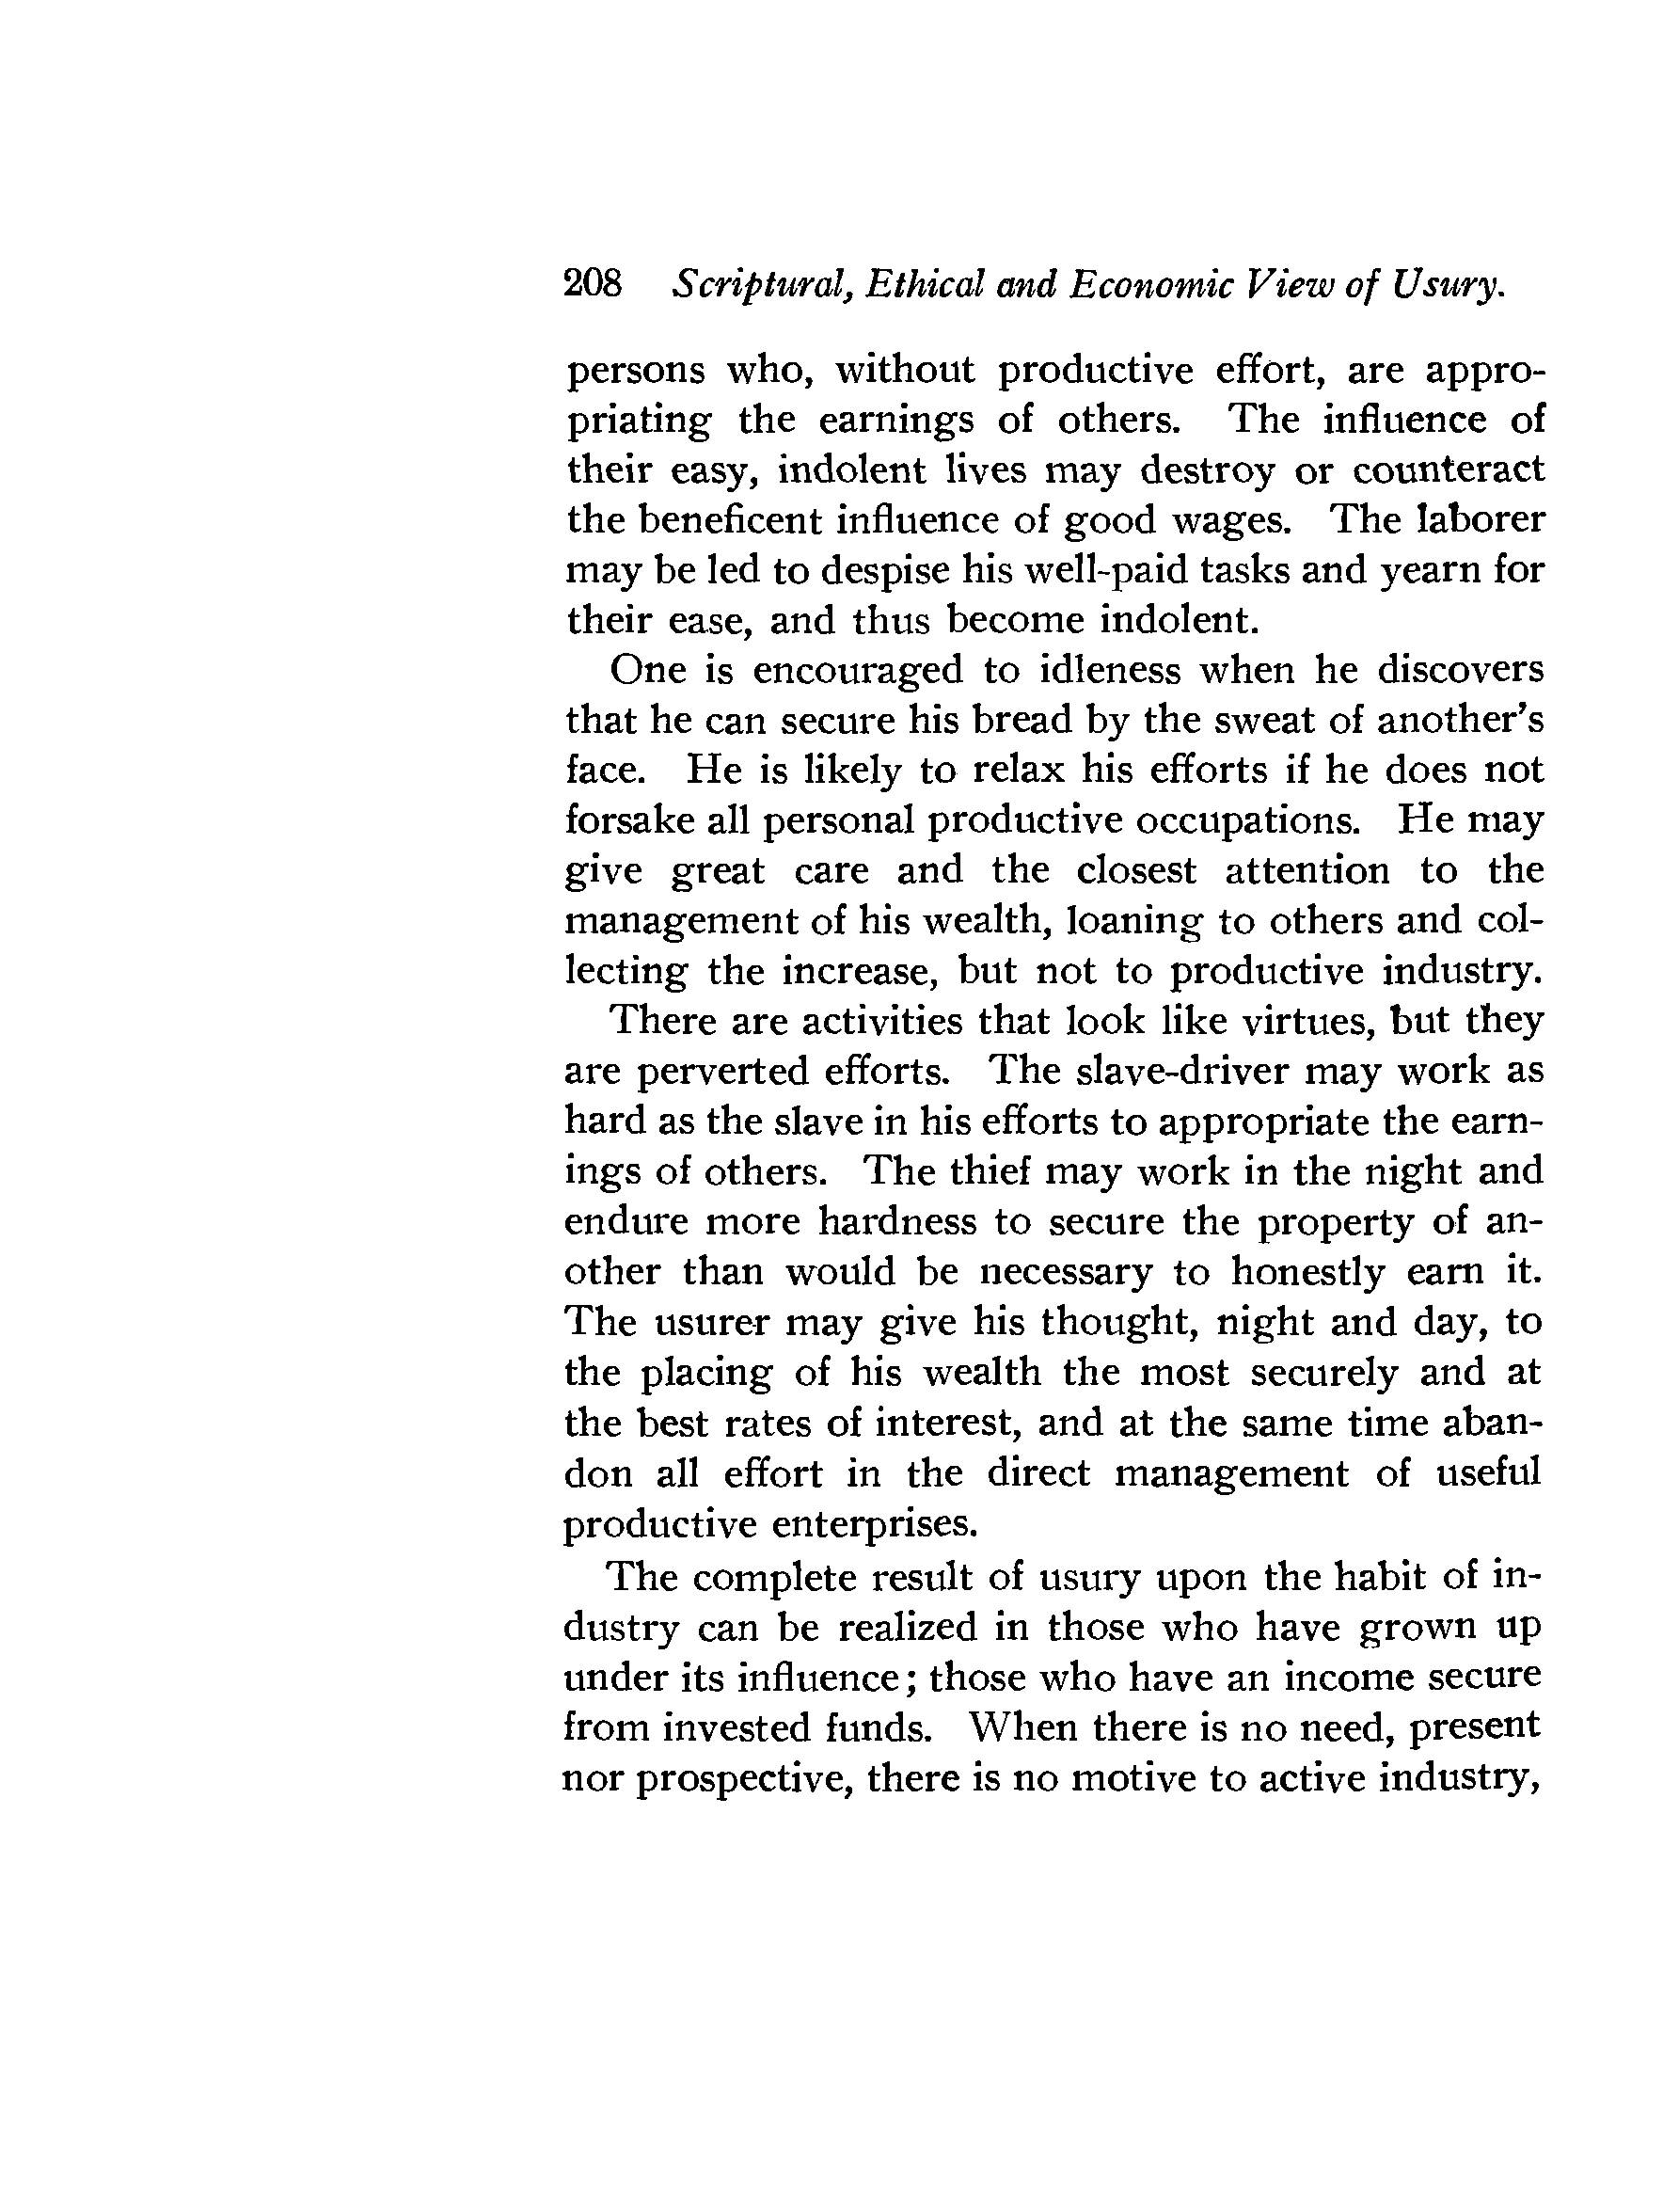 208 Scriptural, Ethical and Economic View of Usury.
persons who, without productive effort, are appro-
priating the earnings of others. The influence of
their easy, indolent lives may destroy or counteract
the beneficent influence of good wages. The laborer
may be led to despise his well-paid tasks and yearn for
their ease, and thus become indolent.
One is encouraged to idleness when he discovers
that he can secure his bread by the sweat of another's
face. He is likely to relax his efforts if he does not
forsake all personal productive occupations. He may
give great care and the closest attention to the
management of his wealth, loaning to others and col-
lecting the increase, but not to productive industry.
There are activities that look like virtues, but they
are perverted efforts. The slave-driver may work as
hard as the slave in his efforts to appropriate the earn-
ings of others. The thief may work in the night and
endure more hardness to secure the property of an-
other than would be necessary to honestly earn it.
The usurer may give his thought, night and day, to
the placing of his wealth the most securely and at
the best rates of interest, and at the same time aban-
don all effort in the direct management of useful
productive enterprises.
The complete result of usury upon the habit of in-
dustry can be realized in those who have grown up
under its influence; those who have an income secure
from invested funds. When there is no need, present
nor prospective, there is no motive to active industry,